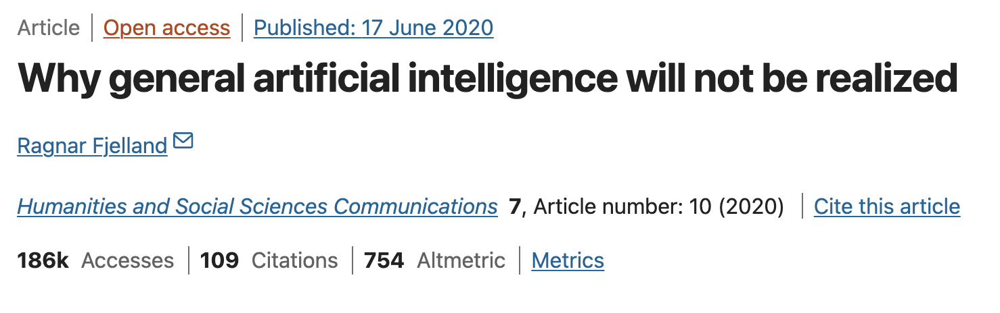 Article | Open access | Published: 17 June 2020
Why general artificial intelligence will not be realized
Ragnar Fjelland
Humanities and Social Sciences Communications 7, Article number: 10 (2020) | Cite this article
186k Accesses | 109 Citations | 754 Altmetric | Metrics